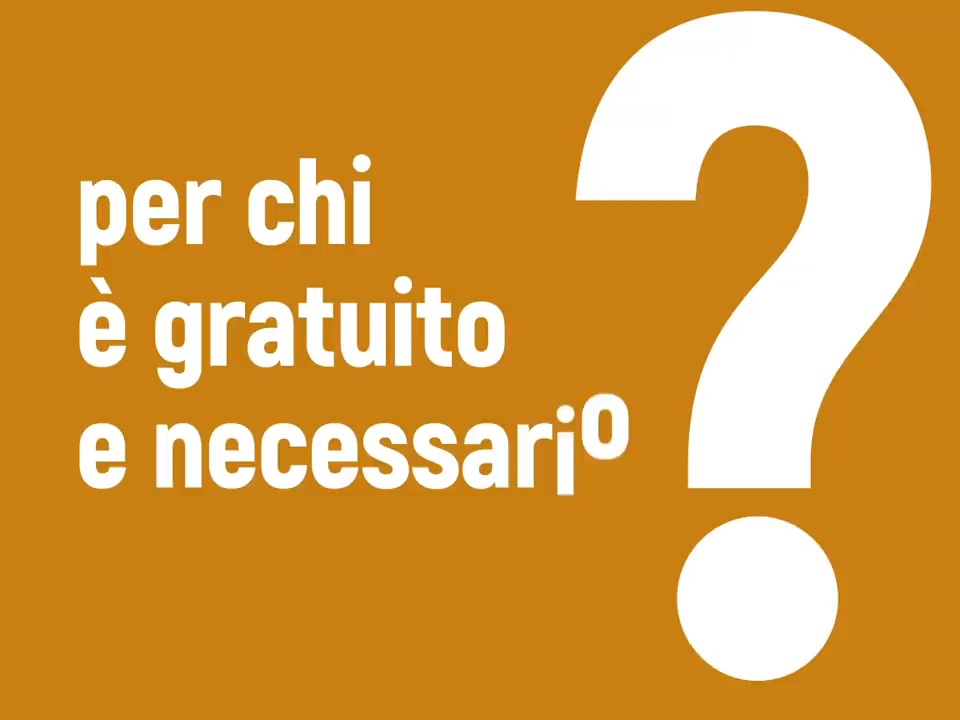 per chi
è gratuito
e necessario
?